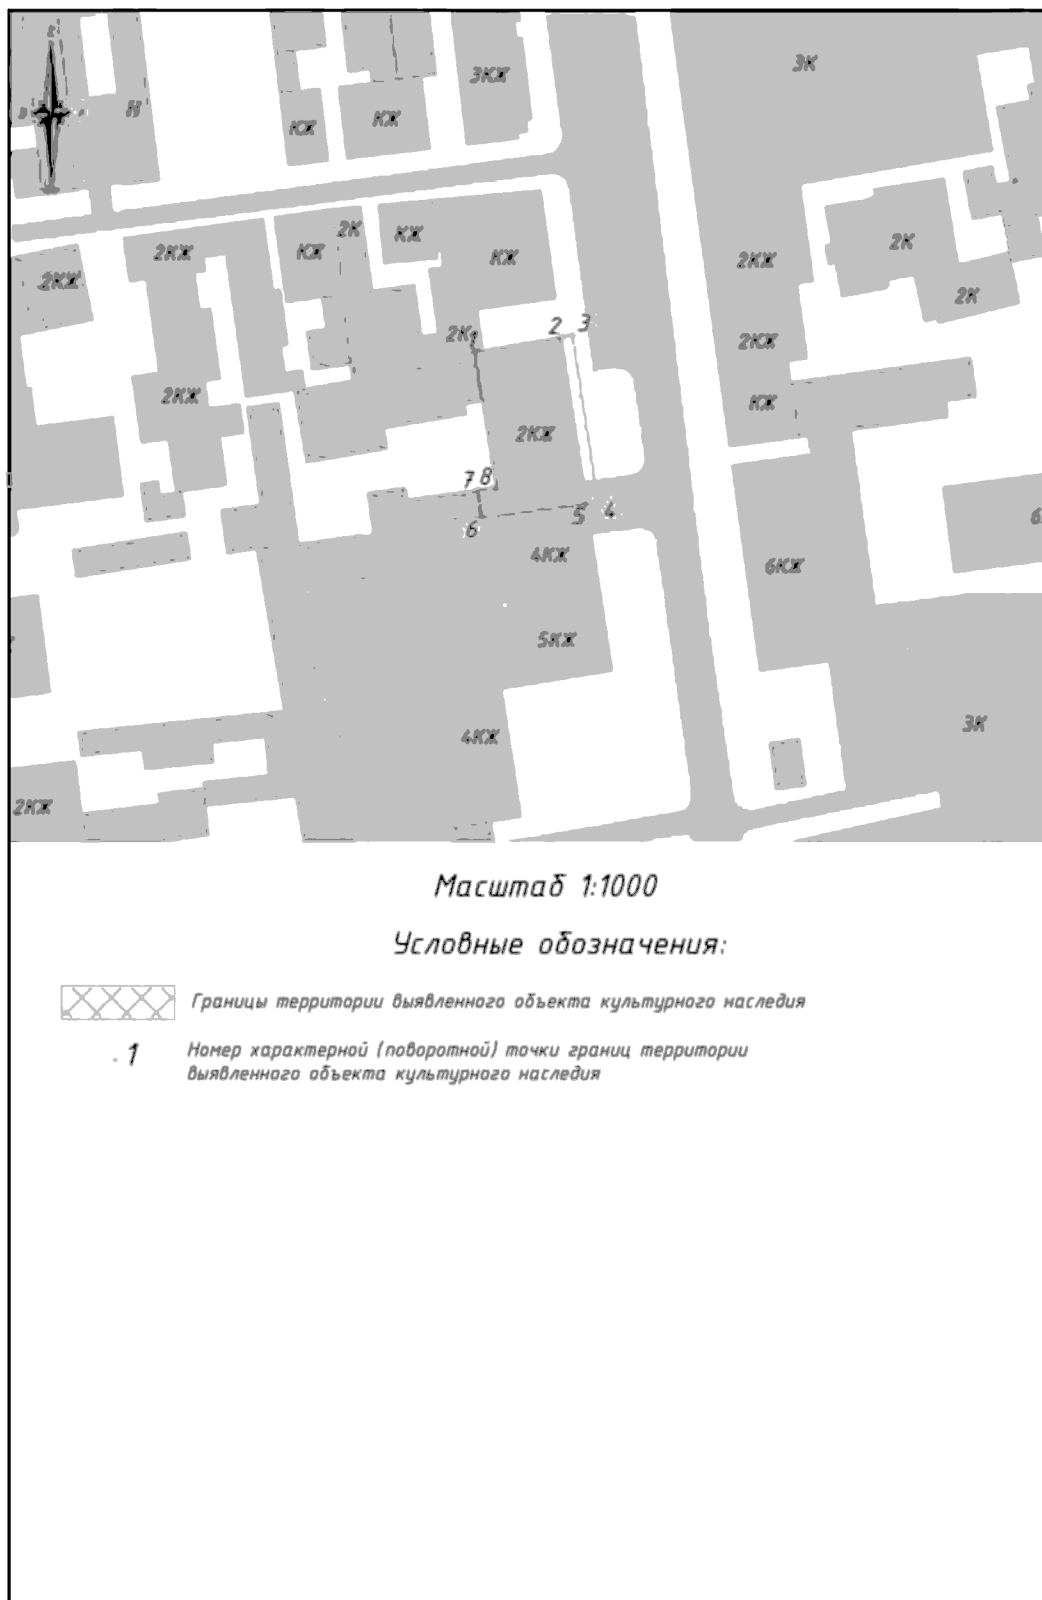 3КЖ
3К
КЖ
КЖ
2КЖ
КЖ
2К
КЖ
КЖ
2К
2КЖ
2КЖ
2К
2К
1
2
3
2КЖ
2КЖ
КЖ
2КЖ
7
8
6
5
4
4КЖ
6КЖ
5КЖ
4КЖ
3К
2КЖ
Масштаб 1:1000
Условные обозначения:
Границы территории выявленного объекта культурного наследия
1
Номер характерной (поворотной) точки границ территории
выявленного объекта культурного наследия